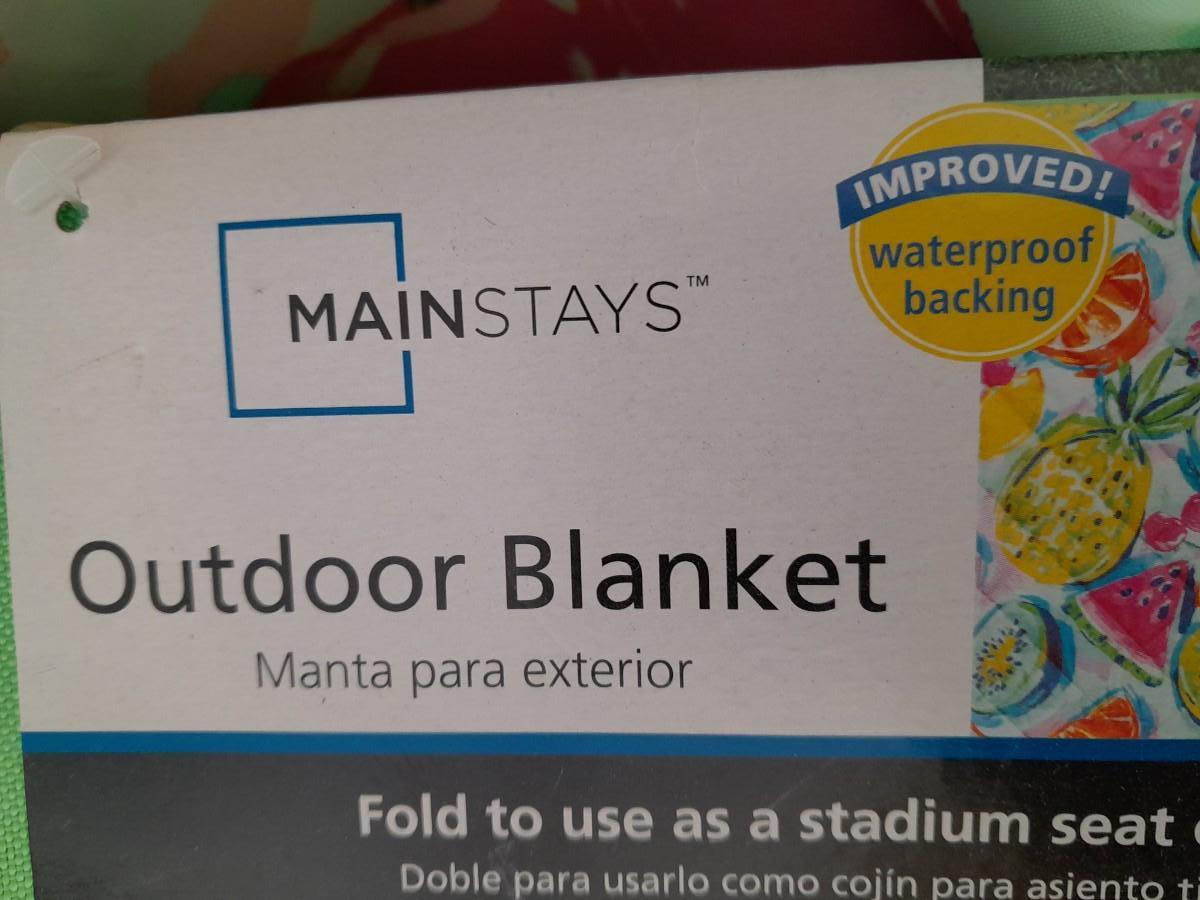 IMPROVED!
waterproof
backing
MAINSTAYS™
Outdoor Blanket
Manta para exterior
Fold to use as a stadium seat
Doble para usarlo como cojín para asiento